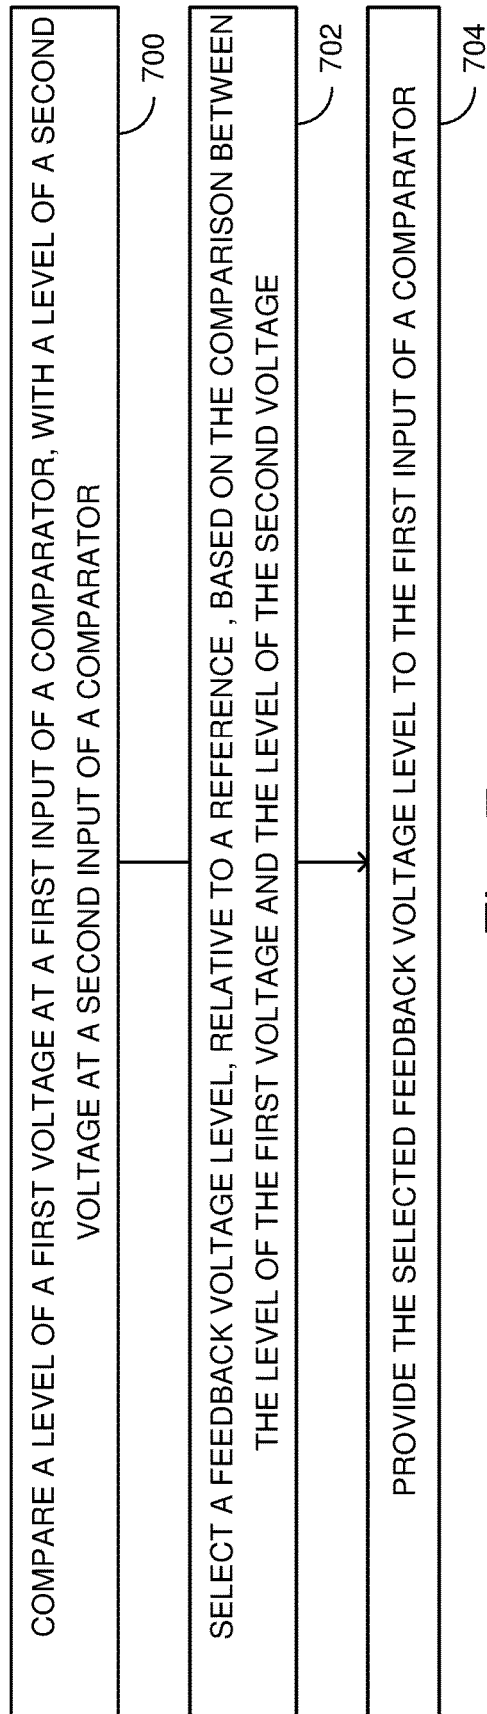 COMPARE A LEVEL OF A FIRST VOLTAGE AT A FIRST INPUT OF A COMPARATOR, WITH A LEVEL OF A SECOND
VOLTAGE AT A SECOND INPUT OF A COMPARATOR
700
SELECT A FEEDBACK VOLTAGE LEVEL, RELATIVE TO A REFERENCE , BASED ON THE COMPARISON BETWEEN
THE LEVEL OF THE FIRST VOLTAGE AND THE LEVEL OF THE SECOND VOLTAGE
702
PROVIDE THE SELECTED FEEDBACK VOLTAGE LEVEL TO THE FIRST INPUT OF A COMPARATOR
704